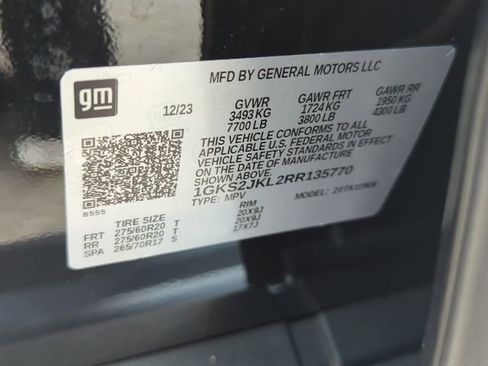 gm
MFD BY GENERAL MOTORS LLC
12/23 GVWR GAWR FRT GAWR RR
3493 KG 1724 KG 1950 KG
7700 LB 3800 LB 4300 LB
THIS VEHICLE CONFORMS TO ALL
APPLICABLE U.S. FEDERAL MOTOR
VEHICLE SAFETY STANDARDS IN
EFFECT ON THE DATE OF MANUFACTURE
SHOWN ABOVE.
1GKS2JKL2RR135770
TYPE: MPV MODEL:
B5S5
TIRE SIZE RIM
FRT 275/60R20 T 20X9J
RR 275/60R20 T 20X9J
SPA 265/70R17 S 17X7J